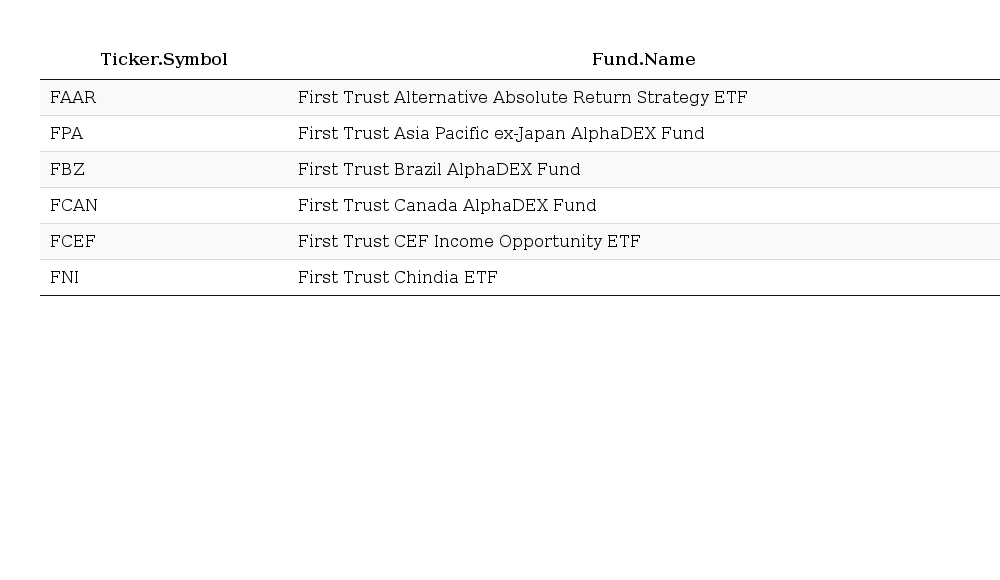 Ticker.Symbol Fund.Name
FAAR First Trust Alternative Absolute Return Strategy ETF
FPA First Trust Asia Pacific ex-Japan AlphaDEX Fund
FBZ First Trust Brazil AlphaDEX Fund
FCAN First Trust Canada AlphaDEX Fund
FCEF First Trust CEF Income Opportunity ETF
FNI First Trust Chindia ETF